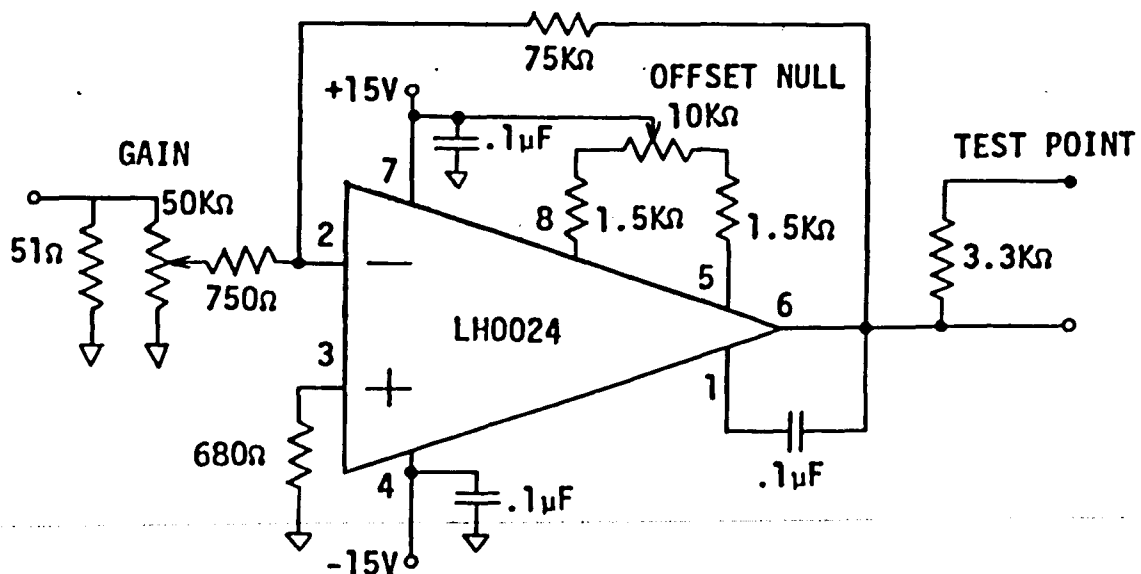 75KΩ
OFFSET NULL
+15V
10KΩ
.1µF
GAIN
TEST POINT
7
50KΩ
8
1.5KΩ
1.5KΩ
51Ω
2
−
3.3KΩ
750Ω
5
6
LH0024
3
+
1
680Ω
4
.1µF
.1µF
-15V